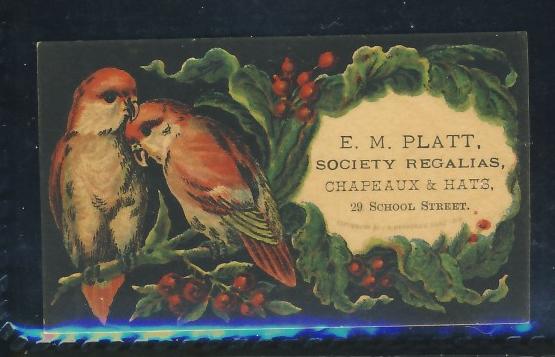 E. M. PLATT,
SOCIETY REGALIAS,
CHAPEAUX & HATS,
29 SCHOOL STREET.